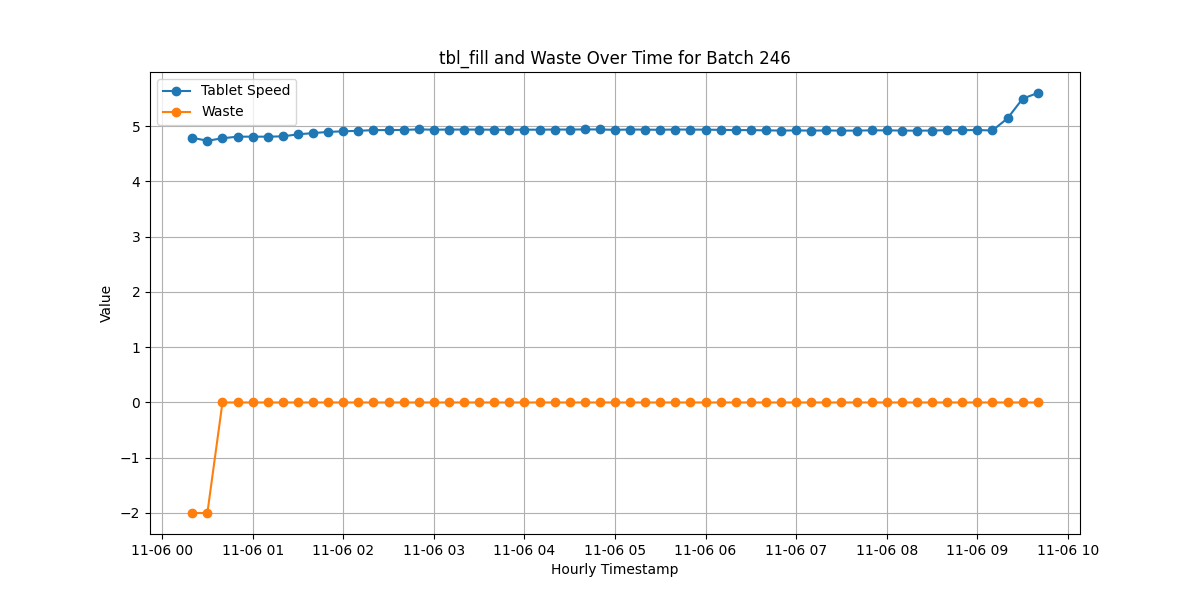 tbl_fill and Waste Over Time for Batch 246
Tablet Speed
Waste
Value
5
4
3
2
1
0
−1
−2
11-06 00 11-06 01 11-06 02 11-06 03 11-06 04 11-06 05 11-06 06 11-06 07 11-06 08 11-06 09 11-06 10
Hourly Timestamp